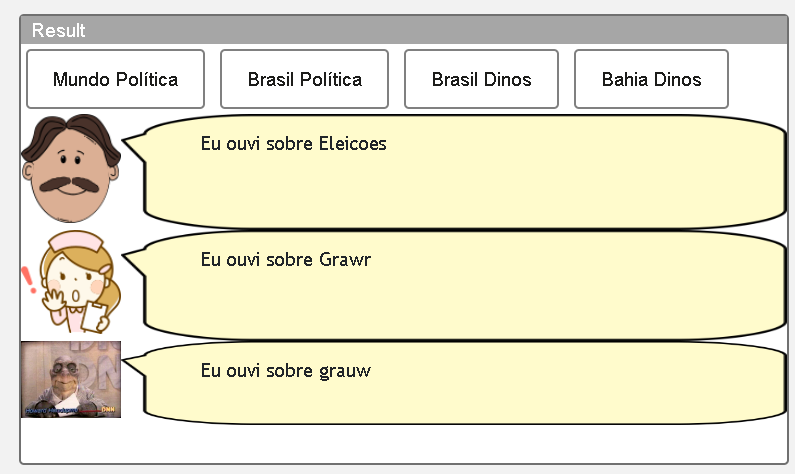 Result
Mundo Política
Brasil Política
Brasil Dinos
Bahia Dinos
Eu ouvi sobre Eleicoes
Eu ouvi sobre Grawr
Eu ouvi sobre grauw
DNN